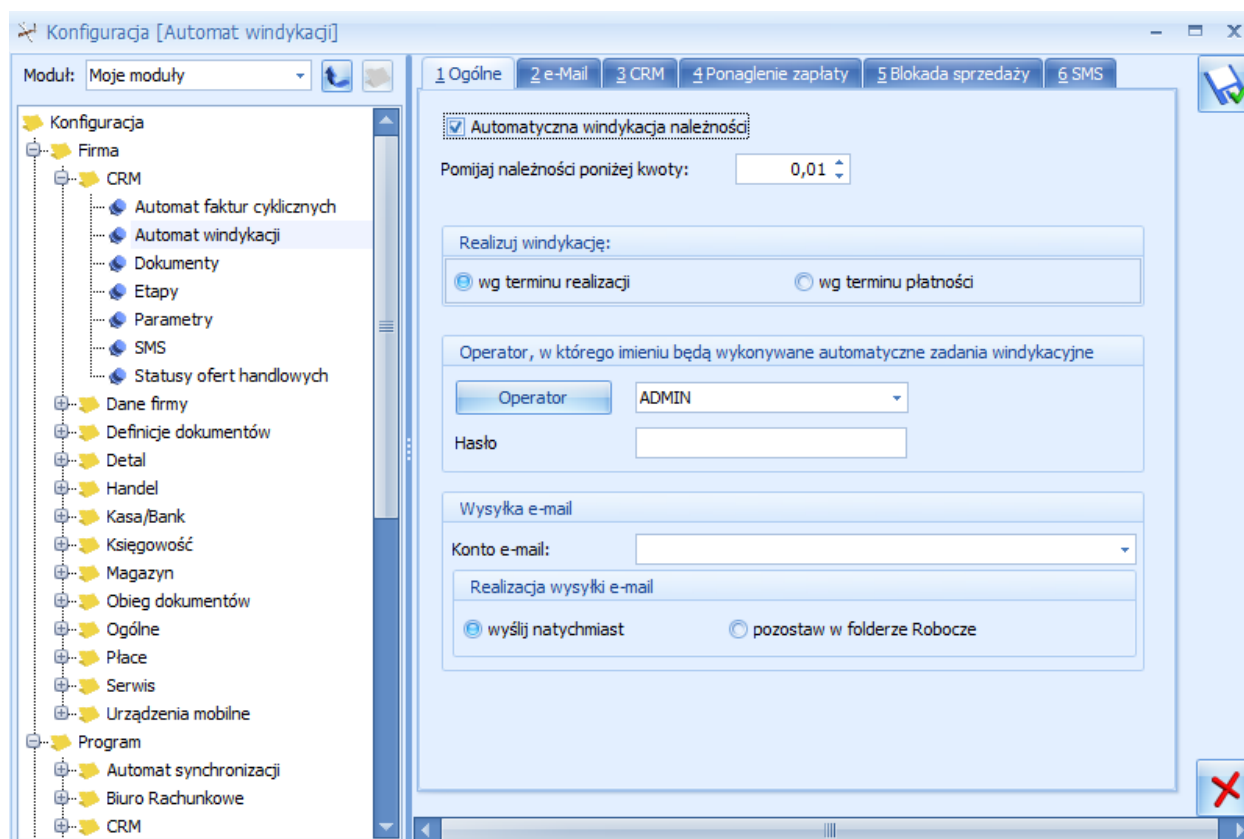 Konfiguracja [Automat windykacji]
Moduł: Moje moduły
Konfiguracja
Firma
CRM
Automat faktur cyklicznych
Automat windykacji
Dokumenty
Etapy
Parametry
SMS
Statusy ofert handlowych
Dane firmy
Definicje dokumentów
Detal
Handel
Kasa/Bank
Księgowość
Magazyn
Obieg dokumentów
Ogólne
Płace
Serwis
Urządzenia mobilne
Program
Automat synchronizacji
Biuro Rachunkowe
CRM
1 Ogólne 2 e-Mail 3 CRM 4 Ponaglenie zapłaty 5 Blokada sprzedaży 6 SMS
Automatyczna windykacja należności
Pomijaj należności poniżej kwoty: 0,01
Realizuj windykację:
wg terminu realizacji wg terminu płatności
Operator, w którego imieniu będą wykonywane automatyczne zadania windykacyjne
Operator ADMIN
Hasło
Wysyłka e-mail
Konto e-mail:
Realizacja wysyłki e-mail
wyślij natychmiast pozostaw w folderze Robocze